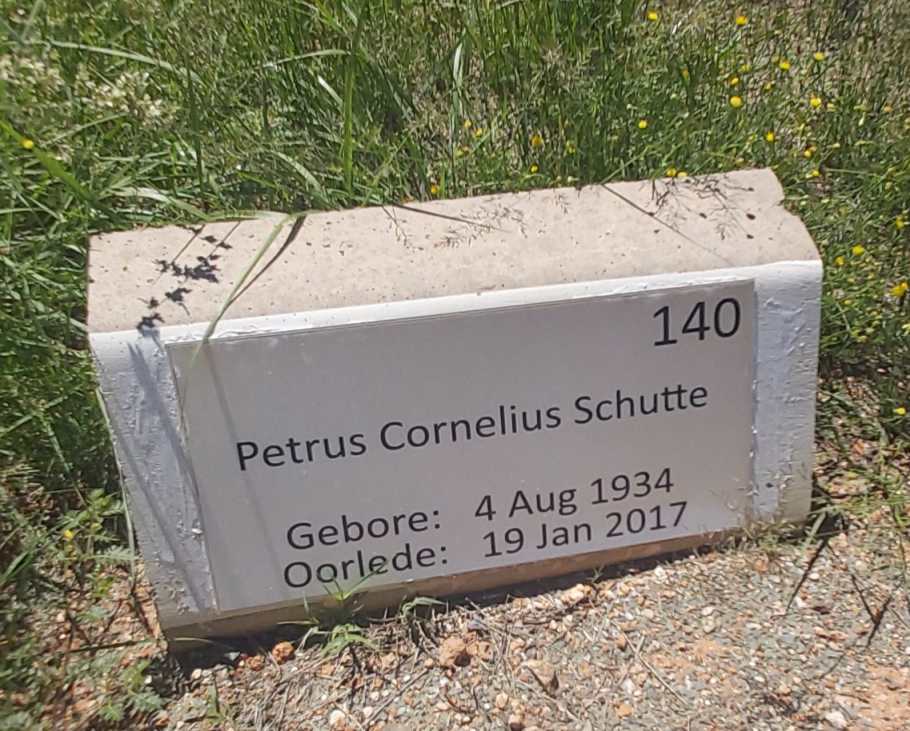 140
Petrus Cornelius Schutte
Gebore: 4 Aug 1934
Oorlede: 19 Jan 2017